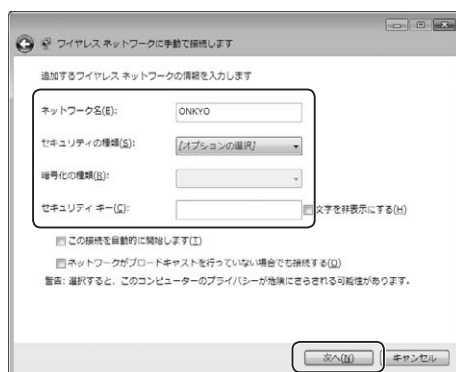 ワイヤレス ネットワークに手動で接続します
追加するワイヤレス ネットワークの情報を入力します
ネットワーク名(E): ONKYO
セキュリティの種類(S): [オプションの選択]
暗号化の種類(R):
セキュリティ キー(C): 文字を非表示にする(H)
この接続を自動的に開始します(T)
ネットワークがブロードキャストを行っていない場合でも接続する(O)
警告: 選択すると、このコンピューターのプライバシーが危険にさらされる可能性があります。
次へ(N) キャンセル